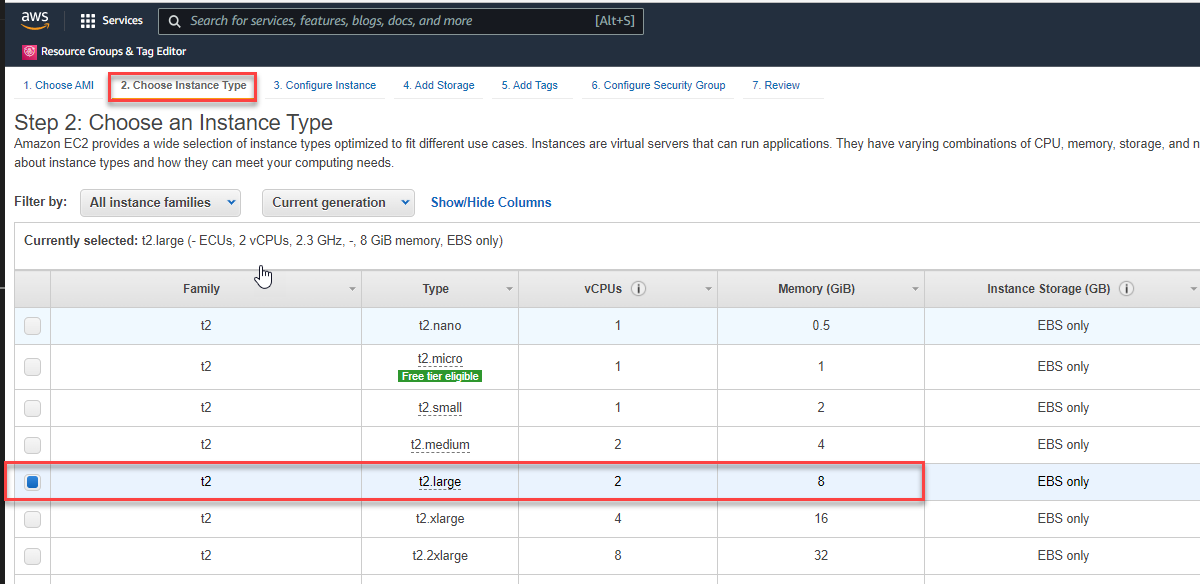 aws
Services
Search for services, features, blogs, docs, and more
[Alt+S]
Resource Groups & Tag Editor
1. Choose AMI
2. Choose Instance Type
3. Configure Instance
4. Add Storage
5. Add Tags
6. Configure Security Group
7. Review
Step 2: Choose an Instance Type
Amazon EC2 provides a wide selection of instance types optimized to fit different use cases. Instances are virtual servers that can run applications. They have varying combinations of CPU, memory, storage, and n
about instance types and how they can meet your computing needs.
Filter by:
All instance families
Current generation
Show/Hide Columns
Currently selected: t2.large (- ECUs, 2 vCPUs, 2.3 GHz, -, 8 GiB memory, EBS only)
Family Type vCPUs i Memory (GiB) Instance Storage (GB) i
t2 t2.nano 1 0.5 EBS only
t2 t2.micro 1 1 EBS only
Free tier eligible
t2 t2.small 1 2 EBS only
t2 t2.medium 2 4 EBS only
t2 t2.large 2 8 EBS only
t2 t2.xlarge 4 16 EBS only
t2 t2.2xlarge 8 32 EBS only